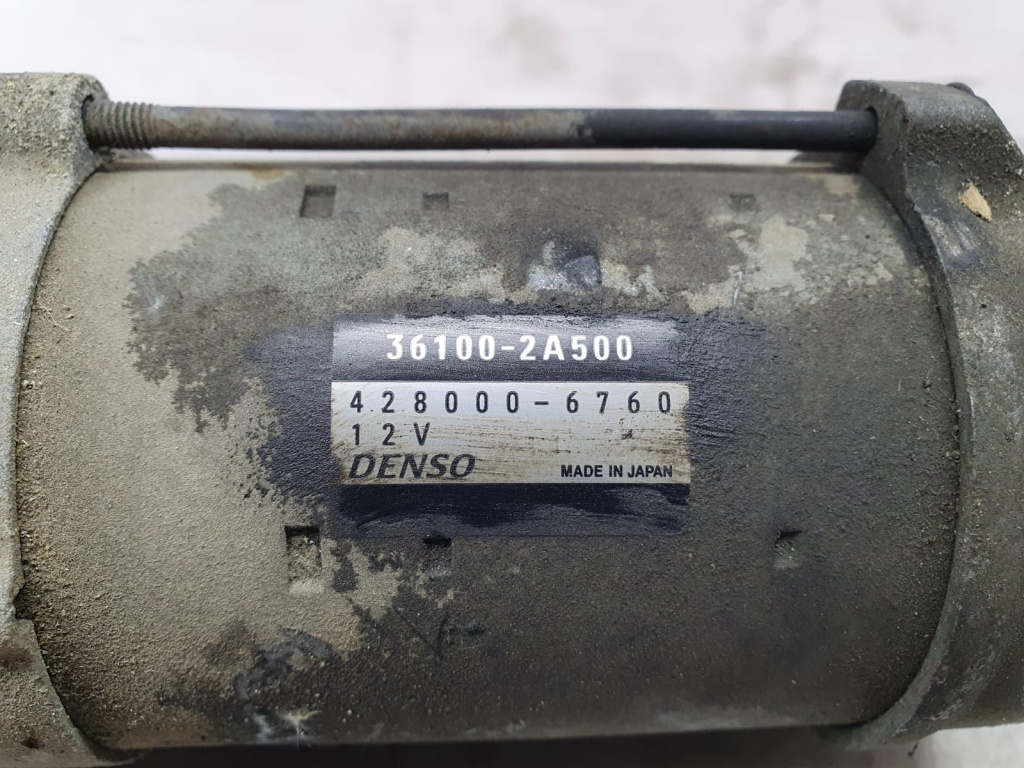 36100-2A500
428000-6760
12V
DENSO MADE IN JAPAN